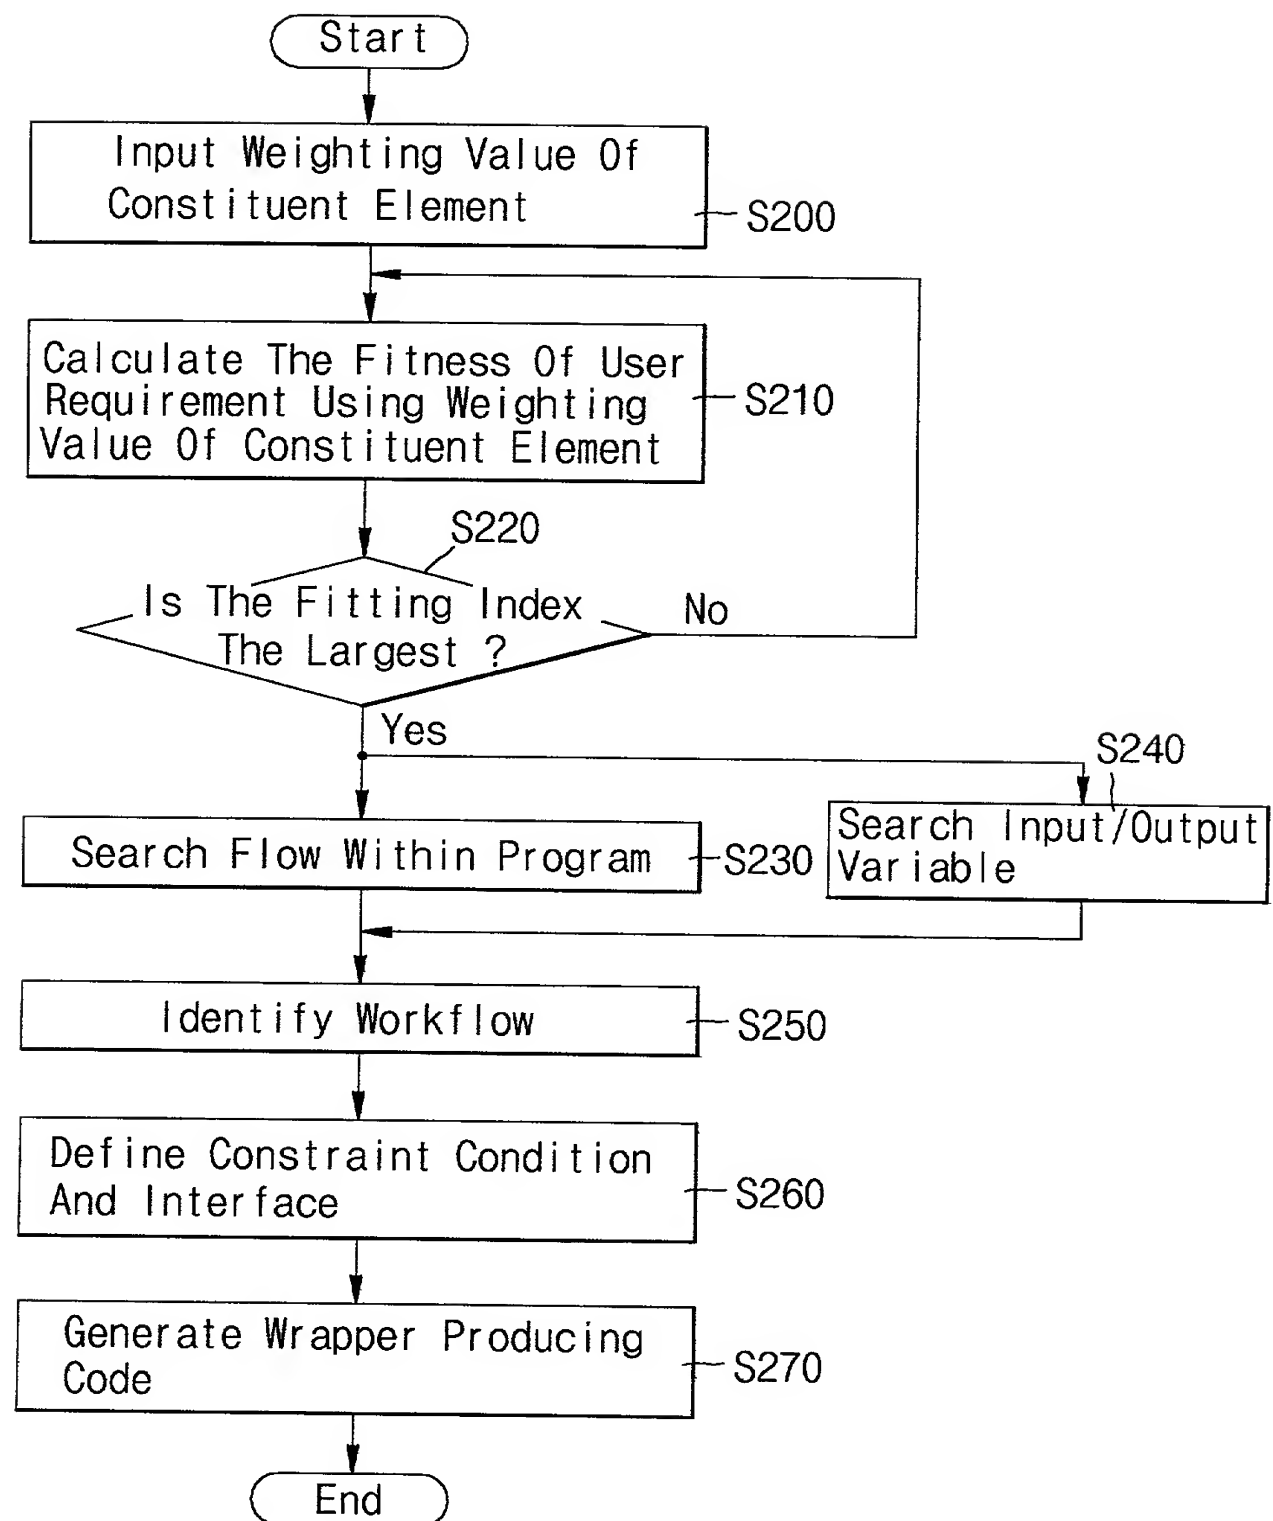 Start
Input Weighting Value Of
Constituent Element
S200
Calculate The Fitness Of User
Requirement Using Weighting
Value Of Constituent Element
S210
S220
Is The Fitting Index
The Largest ?
No
Yes
S240
Search Input/Output
Variable
Search Flow Within Program
S230
Identify Workflow
S250
Define Constraint Condition
And Interface
S260
Generate Wrapper Producing
Code
S270
End